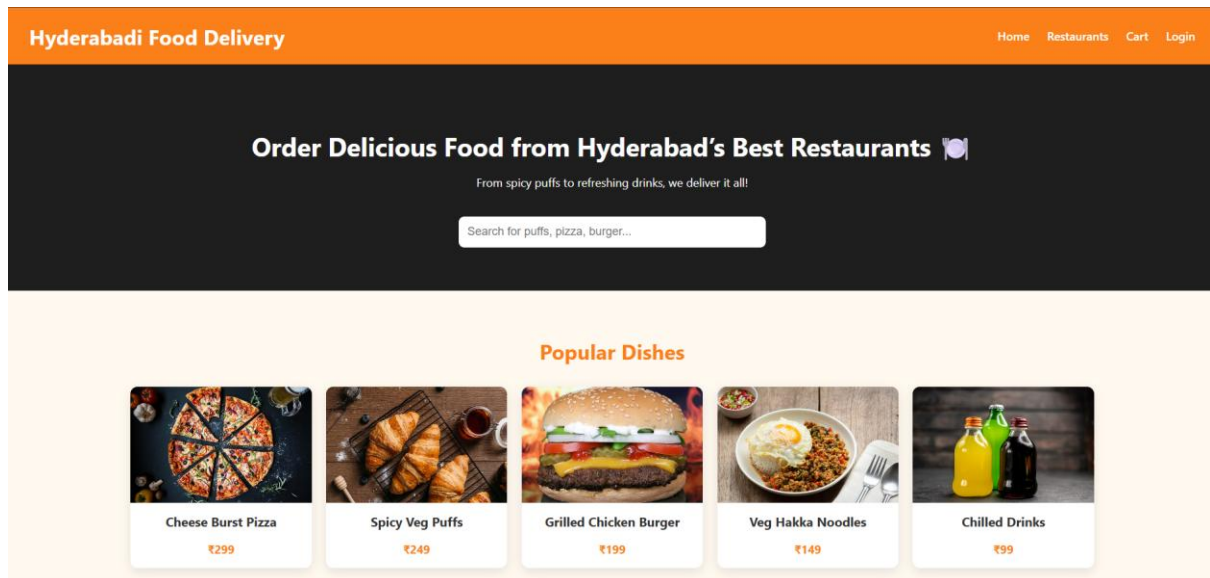 Hyderabadi Food Delivery
Home Restaurants Cart Login
Order Delicious Food from Hyderabad’s Best Restaurants 🍽️
From spicy puffs to refreshing drinks, we deliver it all!
Search for puffs, pizza, burger...
Popular Dishes
Cheese Burst Pizza
₹299
Spicy Veg Puffs
₹249
Grilled Chicken Burger
₹199
Veg Hakka Noodles
₹149
Chilled Drinks
₹99